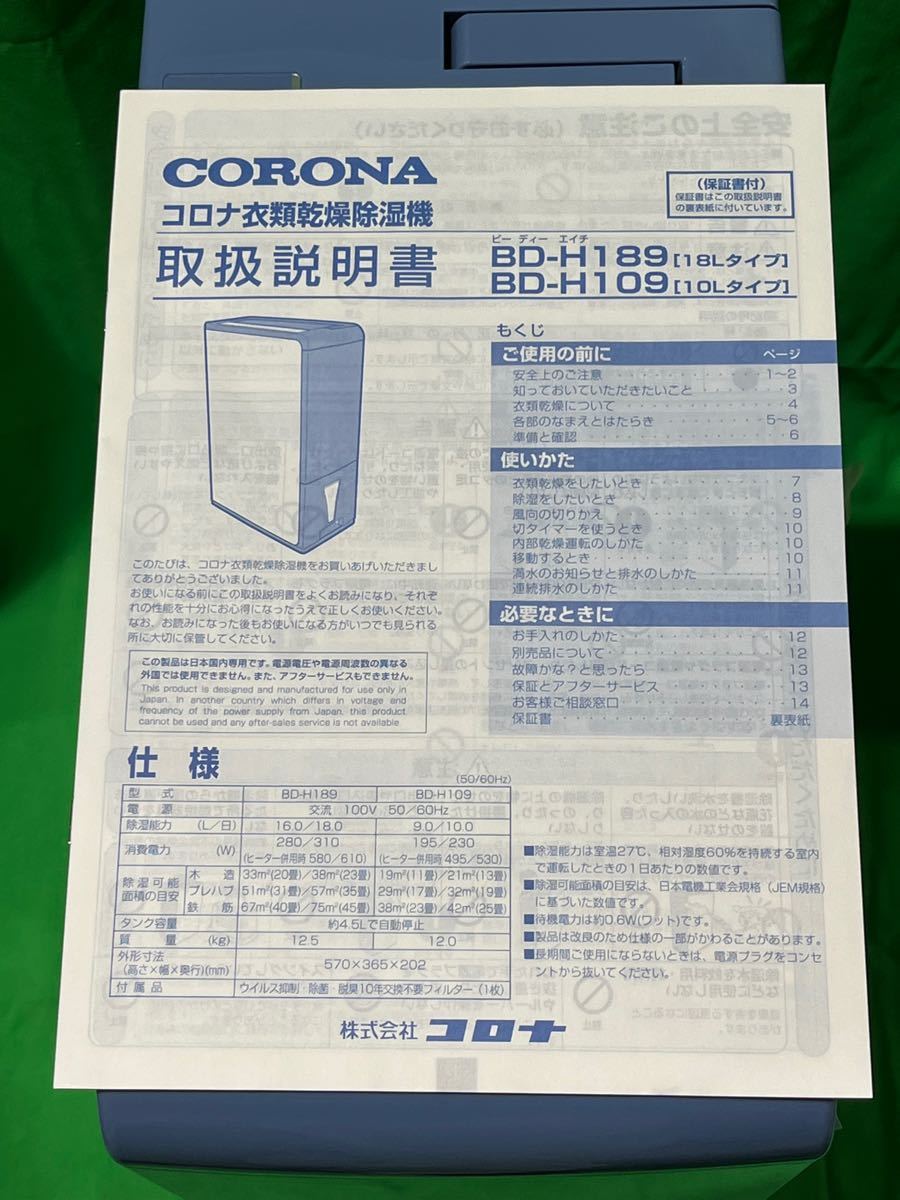 CORONA
コロナ衣類乾燥除湿機
取扱説明書
(保証書付)
保証書はこの取扱説明書
の裏表紙に付いています。
ビー ディー エイチ
BD-H189[18Lタイプ]
BD-H109[10Lタイプ]
このたびは、コロナ衣類乾燥除湿機をお買いあげいただきまし
てありがとうございました。
お使いになる前にこの取扱説明書をよくお読みになり、それぞ
れの性能を十分にお心得になったうえで正しくお使いください。
なお、お読みになった後もお使いになる方がいつでも見られる
所に大切に保管してください。
この製品は日本国内専用です。電源電圧や電源周波数の異なる
外国では使用できません。また、アフターサービスもできません。
This product is designed and manufactured for use only in
Japan. In another country which differs in voltage and
frequency of the power supply from Japan, this product
cannot be used and any after-sales service is not available.
もくじ
ご使用の前に ページ
安全上のご注意 1~2
知っておいていただきたいこと 3
衣類乾燥について 4
各部のなまえとはたらき 5~6
準備と確認 6
使いかた
衣類乾燥をしたいとき 7
除湿をしたいとき 8
風向の切りかえ 9
切タイマーを使うとき 10
内部乾燥運転のしかた 10
移動するとき 10
満水のお知らせと排水のしかた 11
連続排水のしかた 11
必要なときに
お手入れのしかた 12
別売品について 12
故障かな?と思ったら 13
保証とアフターサービス 13
お客様ご相談窓口 14
保証書 裏表紙
仕様
(50/60Hz)
型式 BD-H189 BD-H109
電源 交流 100V 50/60Hz
除湿能力 (L/日) 16.0/18.0 9.0/10.0
消費電力 (W) 280/310 195/230
(ヒーター併用時 580/610) (ヒーター併用時 495/530)
除湿可能面積の目安 木造 33m²(20畳)/38m²(23畳) 19m²(11畳)/21m²(13畳)
プレハブ 51m²(31畳)/57m²(35畳) 29m²(17畳)/32m²(19畳)
鉄筋 67m²(40畳)/75m²(45畳) 38m²(23畳)/42m²(25畳)
タンク容量 約4.5Lで自動停止
質量 (kg) 12.5 12.0
外形寸法
(高さ×幅×奥行)(mm) 570×365×202
付属品 ウイルス抑制・除菌・脱臭10年交換不要フィルター(1枚)
■除湿能力は室温27℃、相対湿度60%を持続する室内
で運転したときの1日あたりの数値です。
■除湿可能面積の目安は、日本電機工業会規格(JEM規格)
に基づいた数値です。
■待機電力は約0.6W(ワット)です。
■製品は改良のため仕様の一部がかわることがあります。
■長期間ご使用にならないときは、電源プラグをコンセ
ントから抜いてください。
株式会社 コロナ